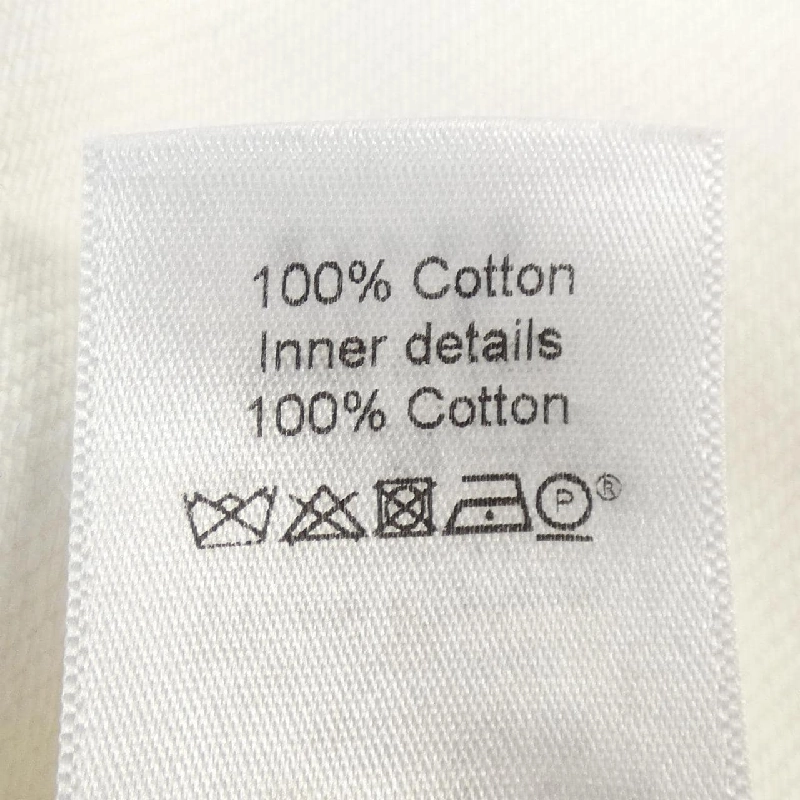 100% Cotton
Inner details
100% Cotton
P ®